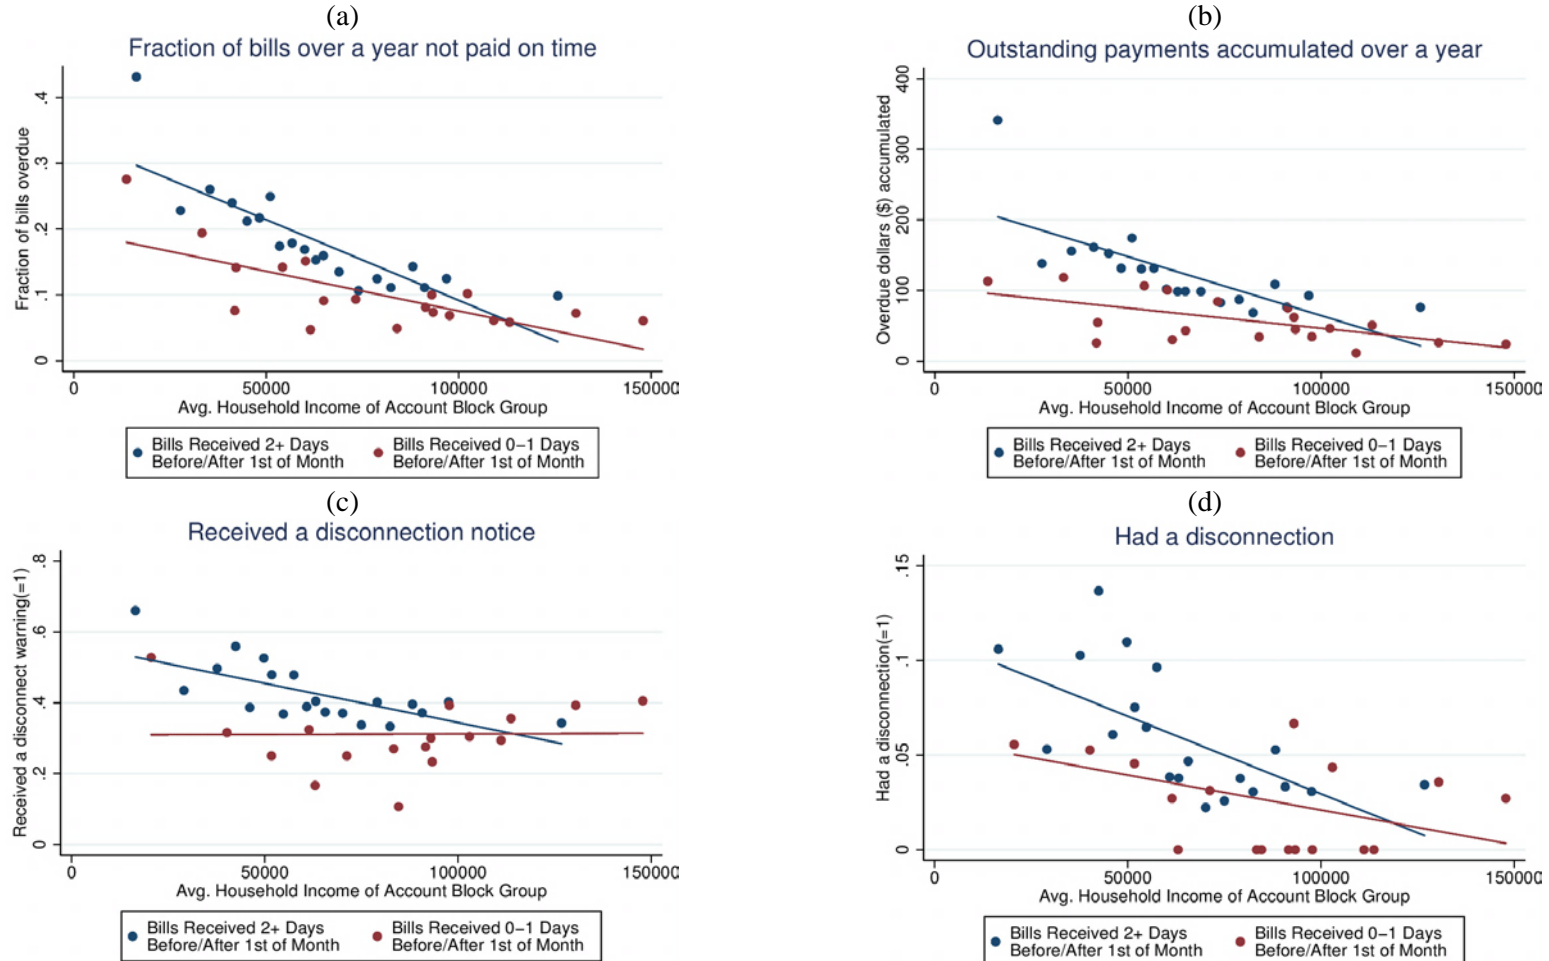 (a)
Fraction of bills over a year not paid on time
Fraction of bills overdue
.4
.3
.2
.1
0
0 50000 100000 150000
Avg. Household Income of Account Block Group
Bills Received 2+ Days Before/After 1st of Month
Bills Received 0−1 Days Before/After 1st of Month
(b)
Outstanding payments accumulated over a year
Overdue dollars ($) accumulated
400
300
200
100
0
0 50000 100000 150000
Avg. Household Income of Account Block Group
Bills Received 2+ Days Before/After 1st of Month
Bills Received 0−1 Days Before/After 1st of Month
(c)
Received a disconnection notice
Received a disconnect warning(=1)
.8
.6
.4
.2
0
0 50000 100000 150000
Avg. Household Income of Account Block Group
Bills Received 2+ Days Before/After 1st of Month
Bills Received 0−1 Days Before/After 1st of Month
(d)
Had a disconnection
Had a disconnection(=1)
.15
.1
.05
0
0 50000 100000 150000
Avg. Household Income of Account Block Group
Bills Received 2+ Days Before/After 1st of Month
Bills Received 0−1 Days Before/After 1st of Month